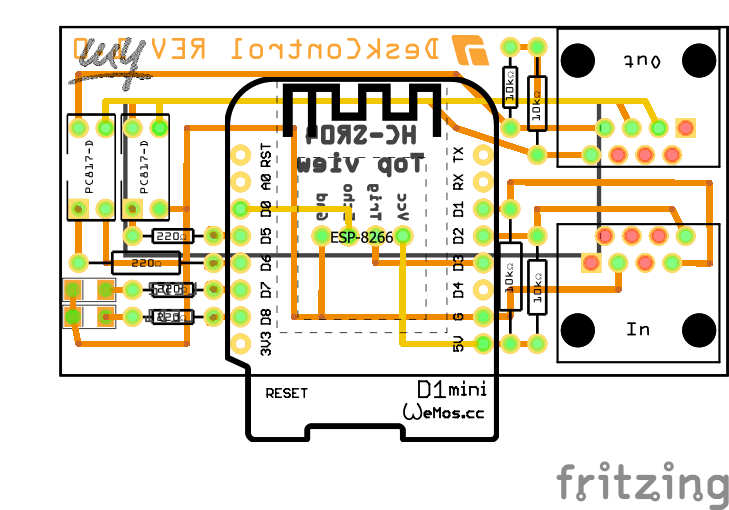 DeskControl REV 1.0
Out
10kΩ
10kΩ
PC817-D
PC817-D
HC-SR04
Top view
RST
A0
D0
D5
D6
D7
D8
3V3
TX
RX
D1
D2
D3
D4
G
5V
Gnd
Echo
Trig
Vcc
ESP-8266
220Ω
220Ω
220Ω
220Ω
10kΩ
10kΩ
In
RESET
D1 mini
WeMos.cc
fritzing